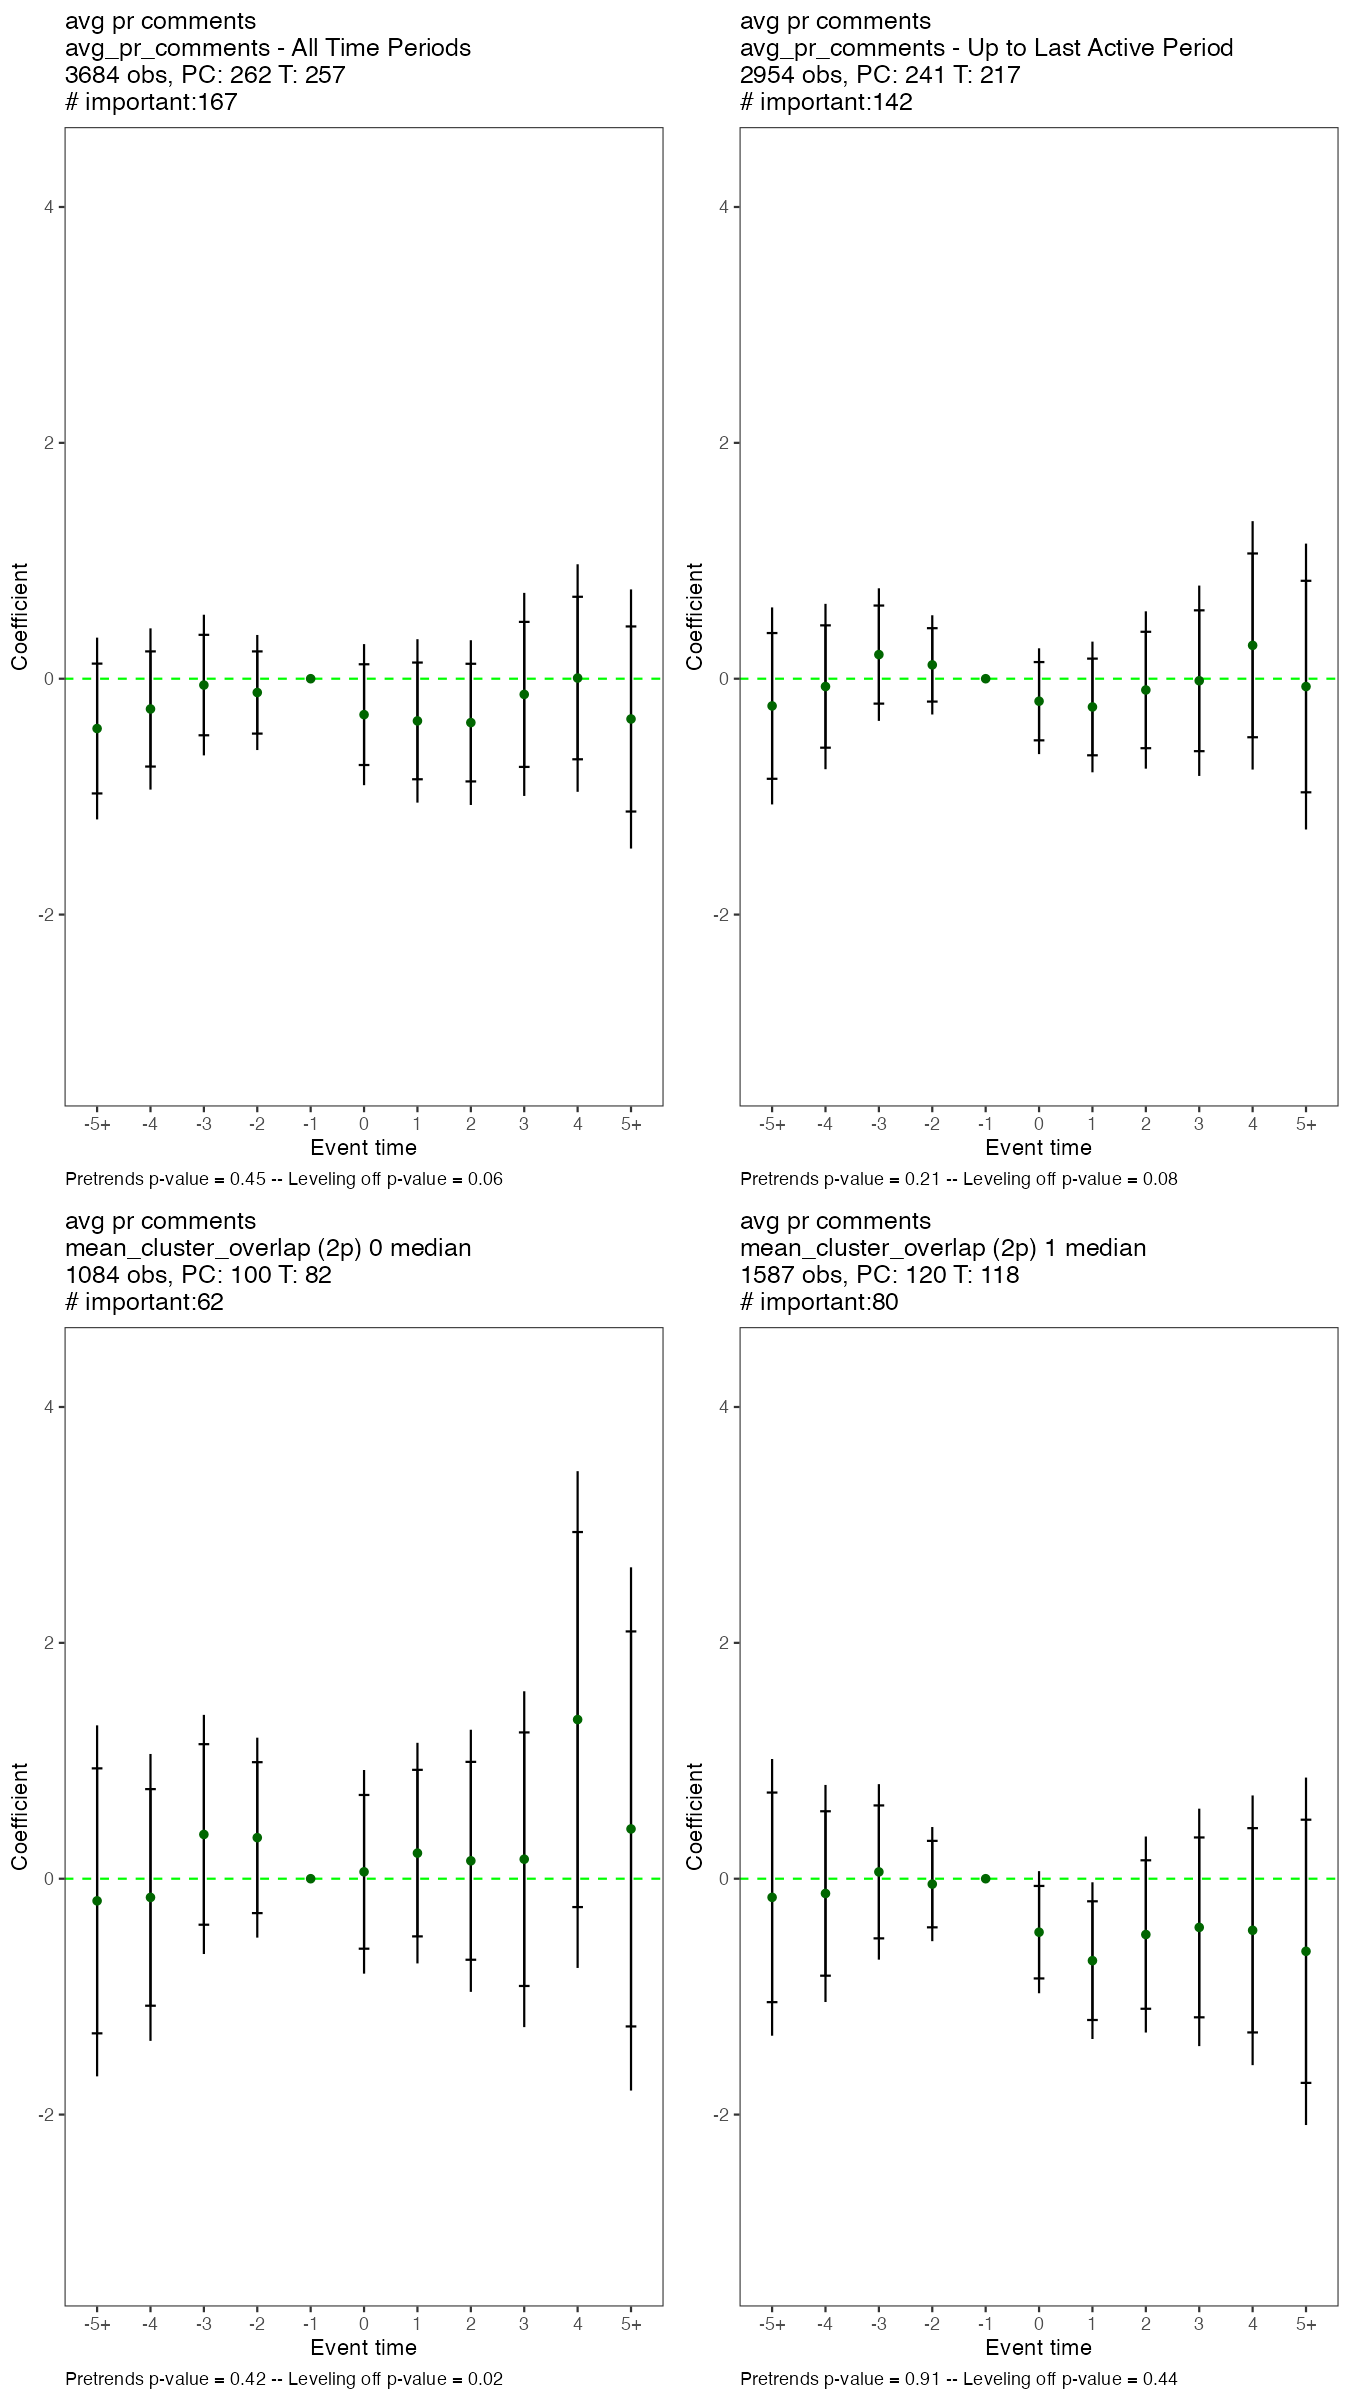 avg pr comments
avg_pr_comments - All Time Periods
3684 obs, PC: 262 T: 257
# important:167
4
2
0
-2
Coefficient
-5+ -4 -3 -2 -1 0 1 2 3 4 5+
Event time
Pretrends p-value = 0.45 -- Leveling off p-value = 0.06
avg pr comments
avg_pr_comments - Up to Last Active Period
2954 obs, PC: 241 T: 217
# important:142
4
2
0
-2
Coefficient
-5+ -4 -3 -2 -1 0 1 2 3 4 5+
Event time
Pretrends p-value = 0.21 -- Leveling off p-value = 0.08
avg pr comments
mean_cluster_overlap (2p) 0 median
1084 obs, PC: 100 T: 82
# important:62
4
2
0
-2
Coefficient
-5+ -4 -3 -2 -1 0 1 2 3 4 5+
Event time
Pretrends p-value = 0.42 -- Leveling off p-value = 0.02
avg pr comments
mean_cluster_overlap (2p) 1 median
1587 obs, PC: 120 T: 118
# important:80
4
2
0
-2
Coefficient
-5+ -4 -3 -2 -1 0 1 2 3 4 5+
Event time
Pretrends p-value = 0.91 -- Leveling off p-value = 0.44